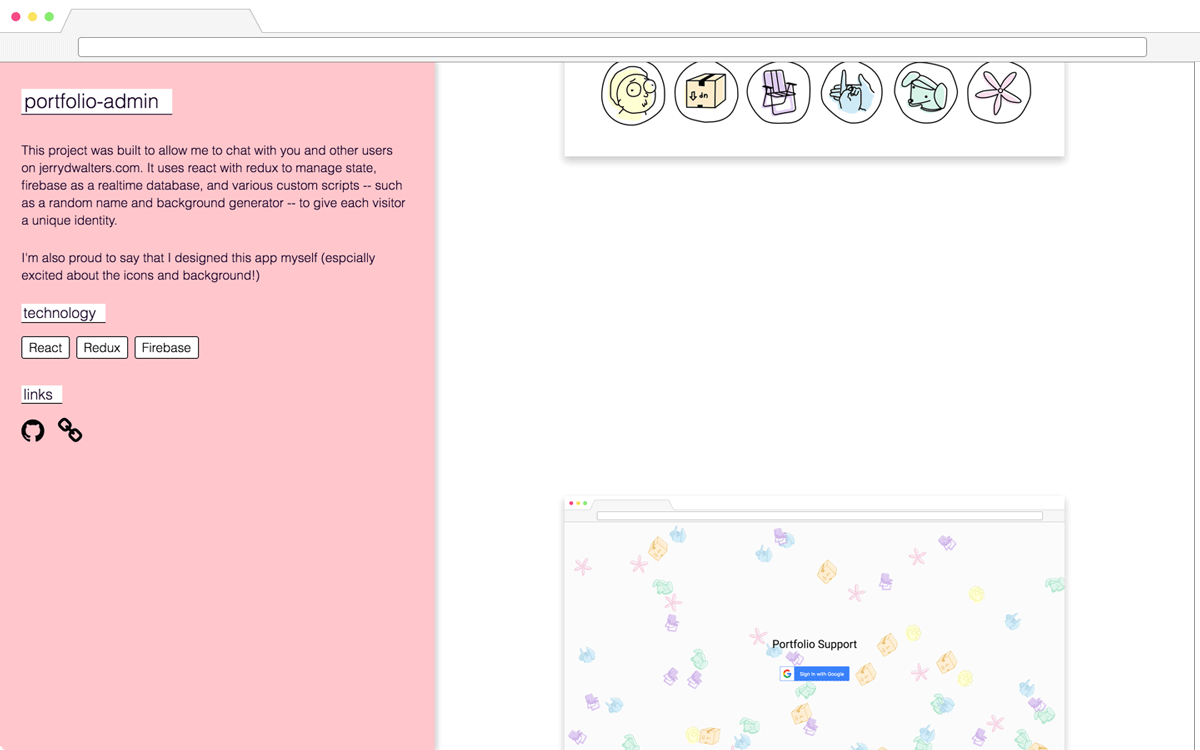 portfolio-admin
This project was built to allow me to chat with you and other users
on jerrydwalters.com. It uses react with redux to manage state,
firebase as a realtime database, and various custom scripts -- such
as a random name and background generator -- to give each visitor
a unique identity.
I'm also proud to say that I designed this app myself (espcially
excited about the icons and background!)
technology
React Redux Firebase
links
dn
Portfolio Support
Sign in with Google